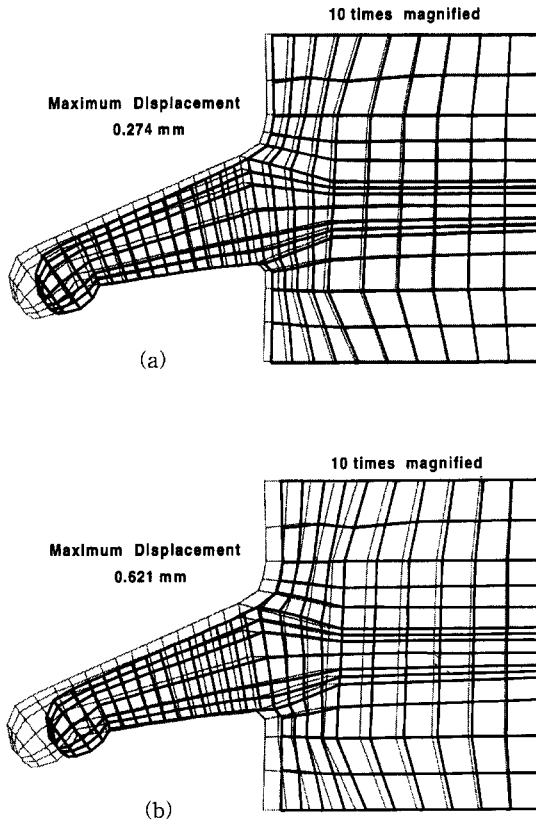 10 times magnified
Maximum Displacement
0.274 mm
(a)
10 times magnified
Maximum Displacement
0.621 mm
(b)